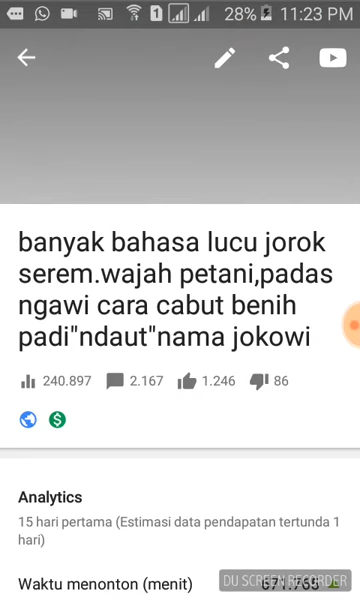 28% 11:23 PM
banyak bahasa lucu jorok
serem.wajah petani,padas
ngawi cara cabut benih
padi"ndaut"nama jokowi
240.897 2.167 1.246 86
Analytics
15 hari pertama (Estimasi data pendapatan tertunda 1
hari)
Waktu menonton (menit)
DU SCREEN RECORDER